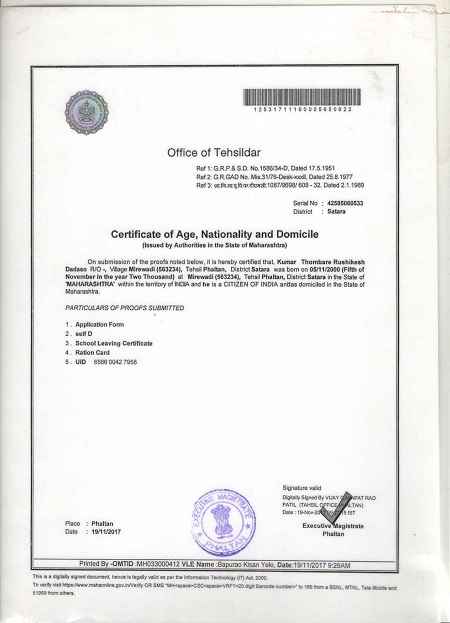 12531711160005650622
Office of Tehsildar
Ref 1: G.R.P.& S.D. No.1586/34-D, Dated 17.5.1951
Ref 2: G.R.GAD No. Mis.31/76-Desk-xxxll, Dated 25.8.1977
Ref 3: 1087/9698/ 608 - 32. Dated 2.1.1989
Serial No : 42585060533
District : Satara
Certificate of Age, Nationality and Domicile
(Issued by Authorities in the State of Maharashtra)
On submission of the proofs noted below, it is hereby certified that, Kumar Thombare Rushikesh
Dadaso R/O -, Village Mirewadi (563234), Tehsil Phaltan, District Satara was born on 05/11/2000 (Fifth of
November in the year Two Thousand) at Mirewadi (563234), Tehsil Phaltan, District Satara in the State of
'MAHARASHTRA' within the territory of INDIA and he is a CITIZEN OF INDIA and/as domiciled in the State of
Maharashtra.
PARTICULARS OF PROOFS SUBMITTED
1 . Application Form
2 . self D
3 . School Leaving Certificate
4 . Ration Card
5 . UID 6566 0042 7958
Signature valid
Digitally Signed By VIJAY RAO
PATIL (TAHSIL OFFICE
Date : 19-Nov- IST
Executive Magistrate
Phaltan
EXECUTIVE MAGISTRATE
PHALTAN
Place : Phaltan
Date : 19/11/2017
Printed By -OMTID :MH033000412 VLE Name :Bapurao Kisan Yele, Date:19/11/2017 9:26AM
This is a digitally signed document, hence is legally valid as per the Information Technology (IT) Act, 2000.
To verify visit https://www.mahaonline.gov.in/Verify OR SMS "MH<space>CSC<space>VRFY<20 digit Barcode number>" to 166 from a BSNL, MTNL, Tata Mobile and
51969 from others.